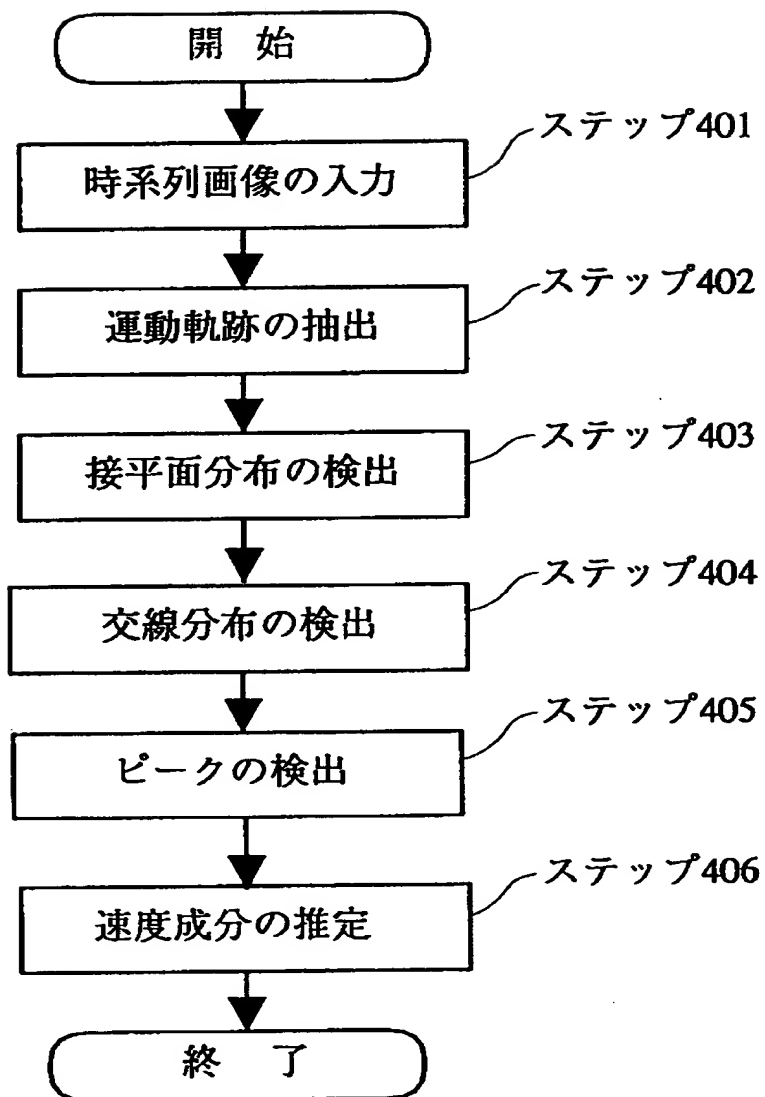 開 始
ステップ401
時系列画像の入力
ステップ402
運動軌跡の抽出
ステップ403
接平面分布の検出
ステップ404
交線分布の検出
ステップ405
ピークの検出
ステップ406
速度成分の推定
終 了